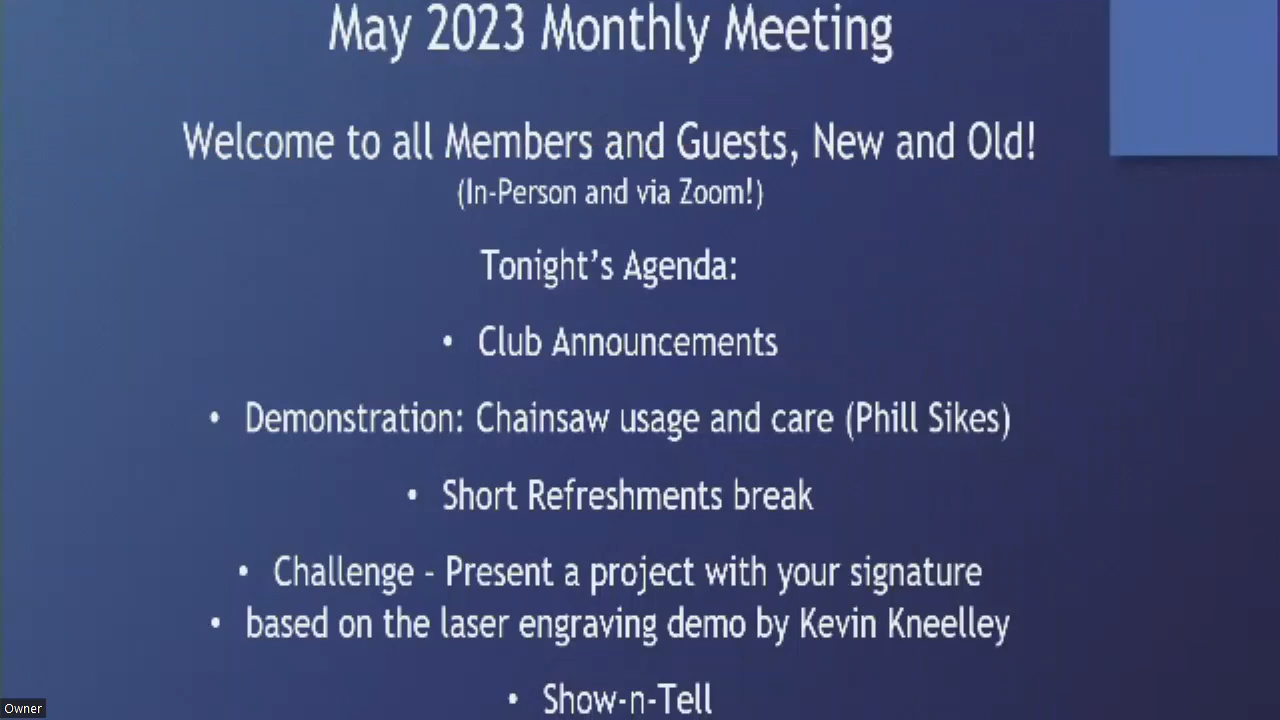 May 2023 Monthly Meeting
Welcome to all Members and Guests, New and Old!
(In-Person and via Zoom!)
Tonight's Agenda:
• Club Announcements
• Demonstration: Chainsaw usage and care (Phill Sikes)
• Short Refreshments break
• Challenge - Present a project with your signature
• based on the laser engraving demo by Kevin Kneelley
• Show-n-Tell
Owner